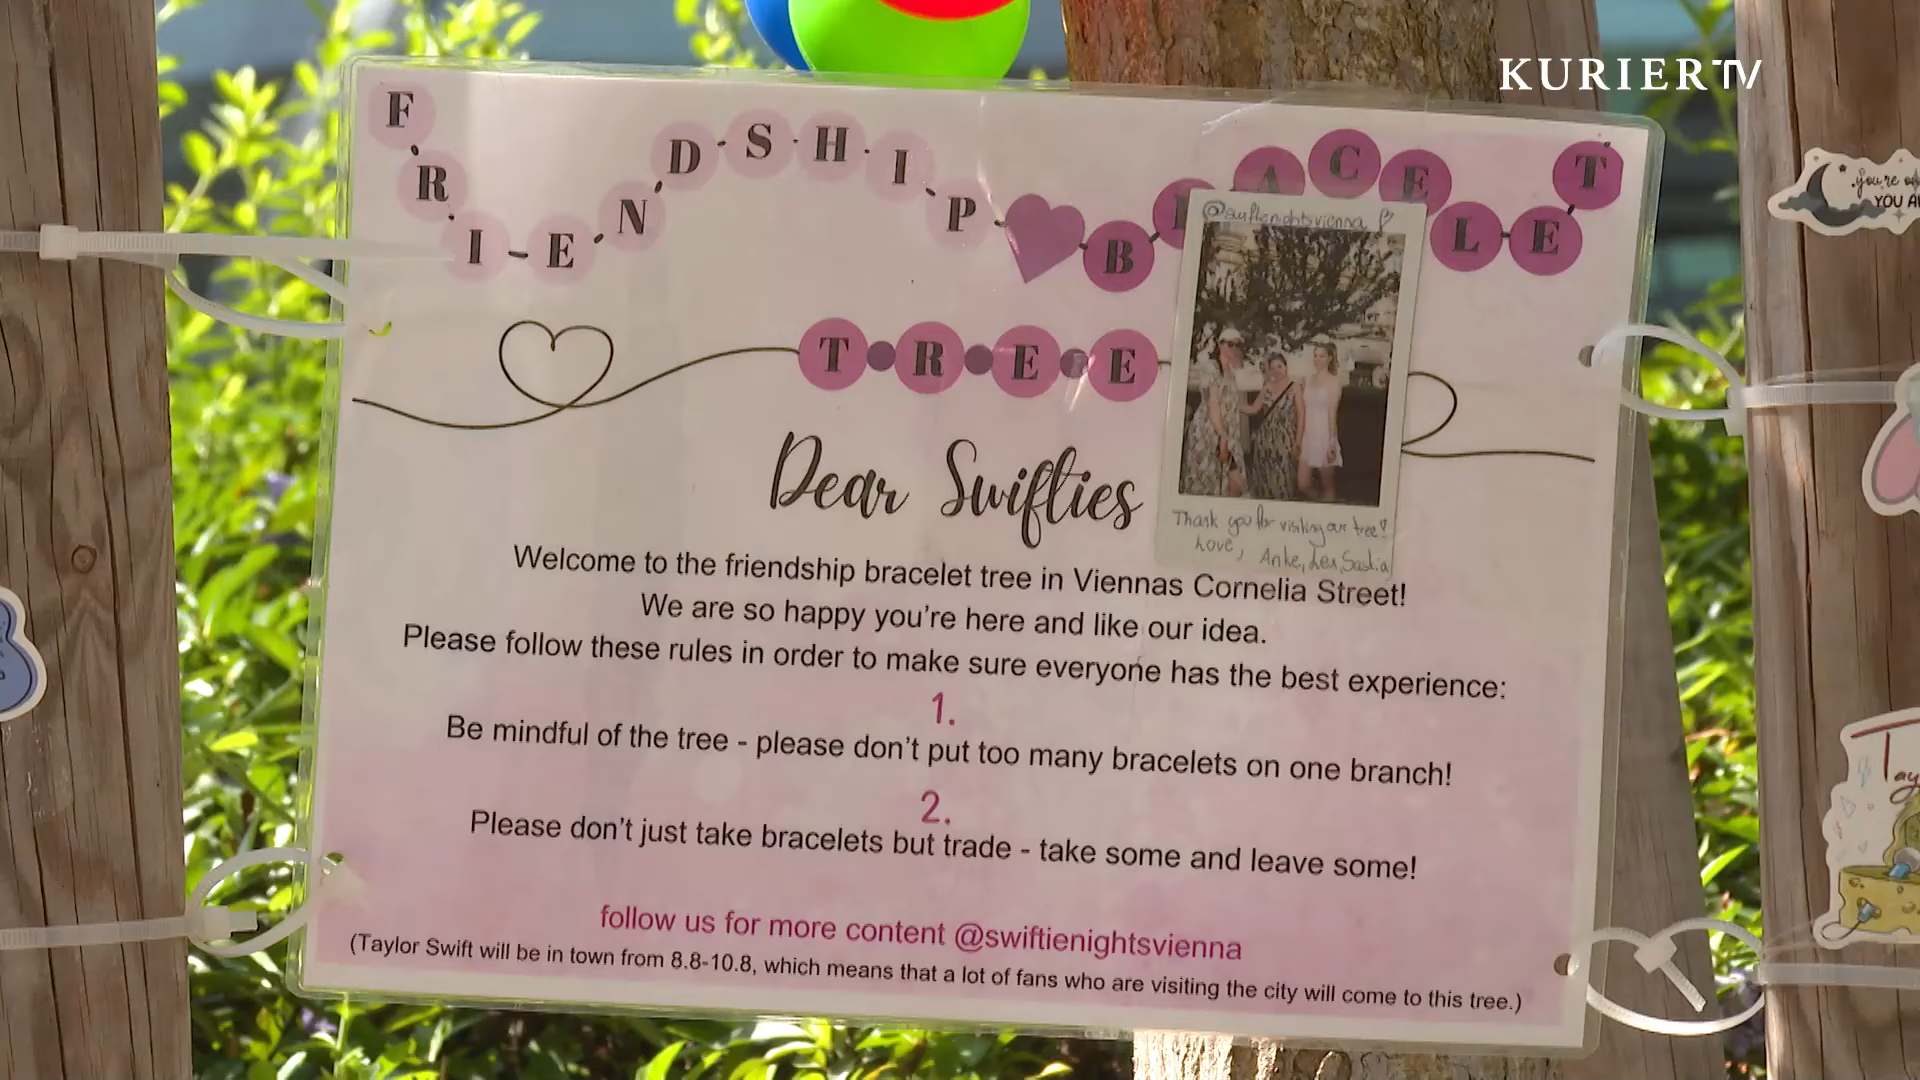 KURIER TV
FRIENDSHIP BRACELET
@swiftienightsvienna
TREE
Dear Swifties
Thank you for visiting our tree!
Love, Anke, Lea, Saskia
Welcome to the friendship bracelet tree in Viennas Cornelia Street!
We are so happy you're here and like our idea.
Please follow these rules in order to make sure everyone has the best experience:
1.
Be mindful of the tree - please don't put too many bracelets on one branch!
2.
Please don't just take bracelets but trade - take some and leave some!
follow us for more content @swiftienightsvienna
(Taylor Swift will be in town from 8.8-10.8, which means that a lot of fans who are visiting the city will come to this tree.)
you're
YOU